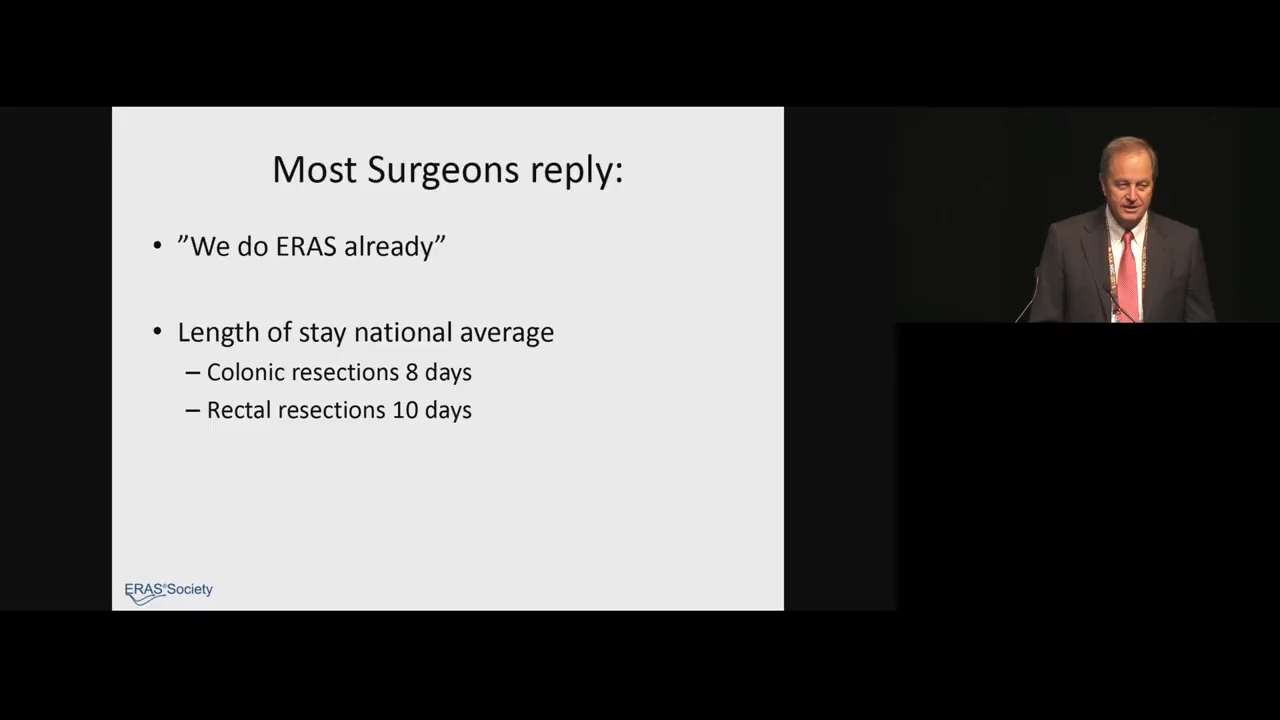 Most Surgeons reply:
• ”We do ERAS already”
• Length of stay national average
– Colonic resections 8 days
– Rectal resections 10 days
ERAS®Society